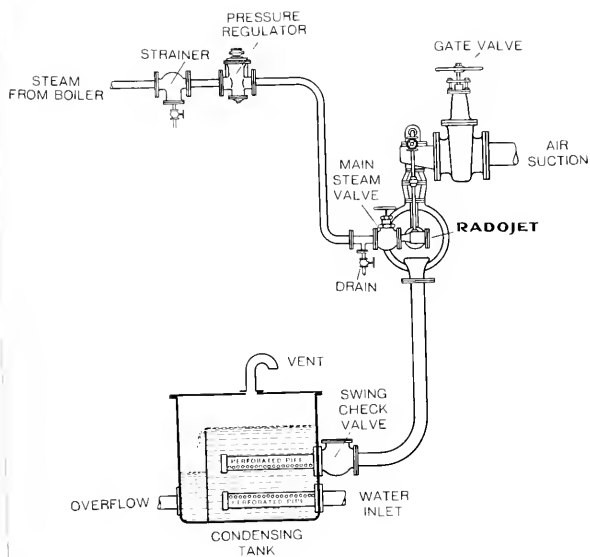 PRESSURE
REGULATOR
STRAINER
GATE VALVE
STEAM
FROM BOILER
AIR
SUCTION
MAIN
STEAM
VALVE
RADOJET
DRAIN
VENT
SWING
CHECK
VALVE
PERFORATED PIPE
PERFORATED PIPE
OVERFLOW
WATER
INLET
CONDENSING
TANK